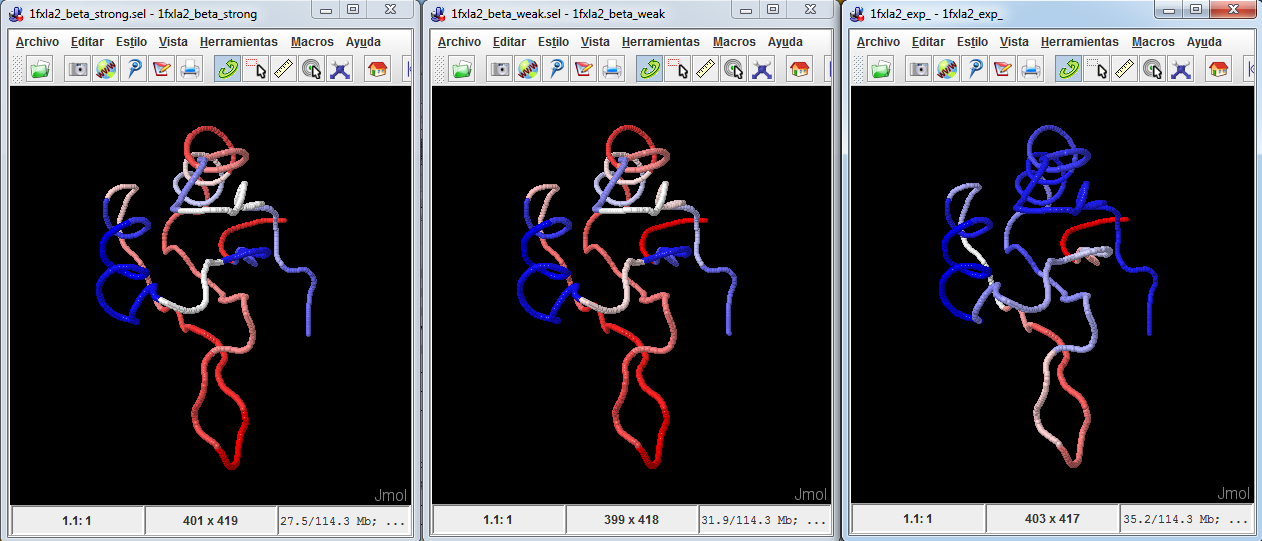 1fxla2_beta_strong.sel - 1fxla2_beta_strong
Archivo Editar Estilo Vista Herramientas Macros Ayuda
Jmol
1.1: 1 401 x 419 27.5/114.3 Mb; ...
1fxla2_beta_weak.sel - 1fxla2_beta_weak
Archivo Editar Estilo Vista Herramientas Macros Ayuda
Jmol
1.1: 1 399 x 418 31.9/114.3 Mb; ...
1fxla2_exp_ - 1fxla2_exp_
Archivo Editar Estilo Vista Herramientas Macros Ayuda
Jmol
1.1: 1 403 x 417 35.2/114.3 Mb; ...